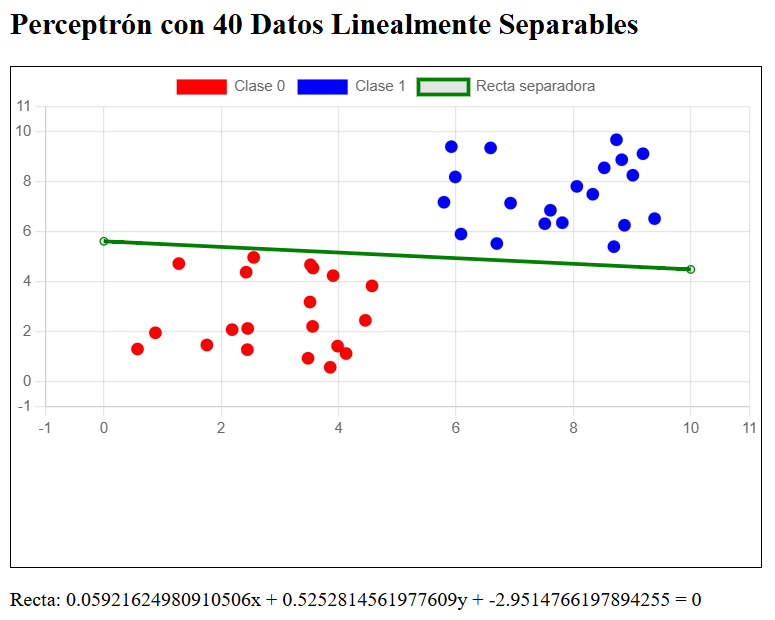 Perceptrón con 40 Datos Linealmente Separables
Clase 0 Clase 1 Recta separadora
11
10
8
6
4
2
0
-1
-1 0 2 4 6 8 10 11
Recta: 0.05921624980910506x + 0.5252814561977609y + -2.9514766197894255 = 0